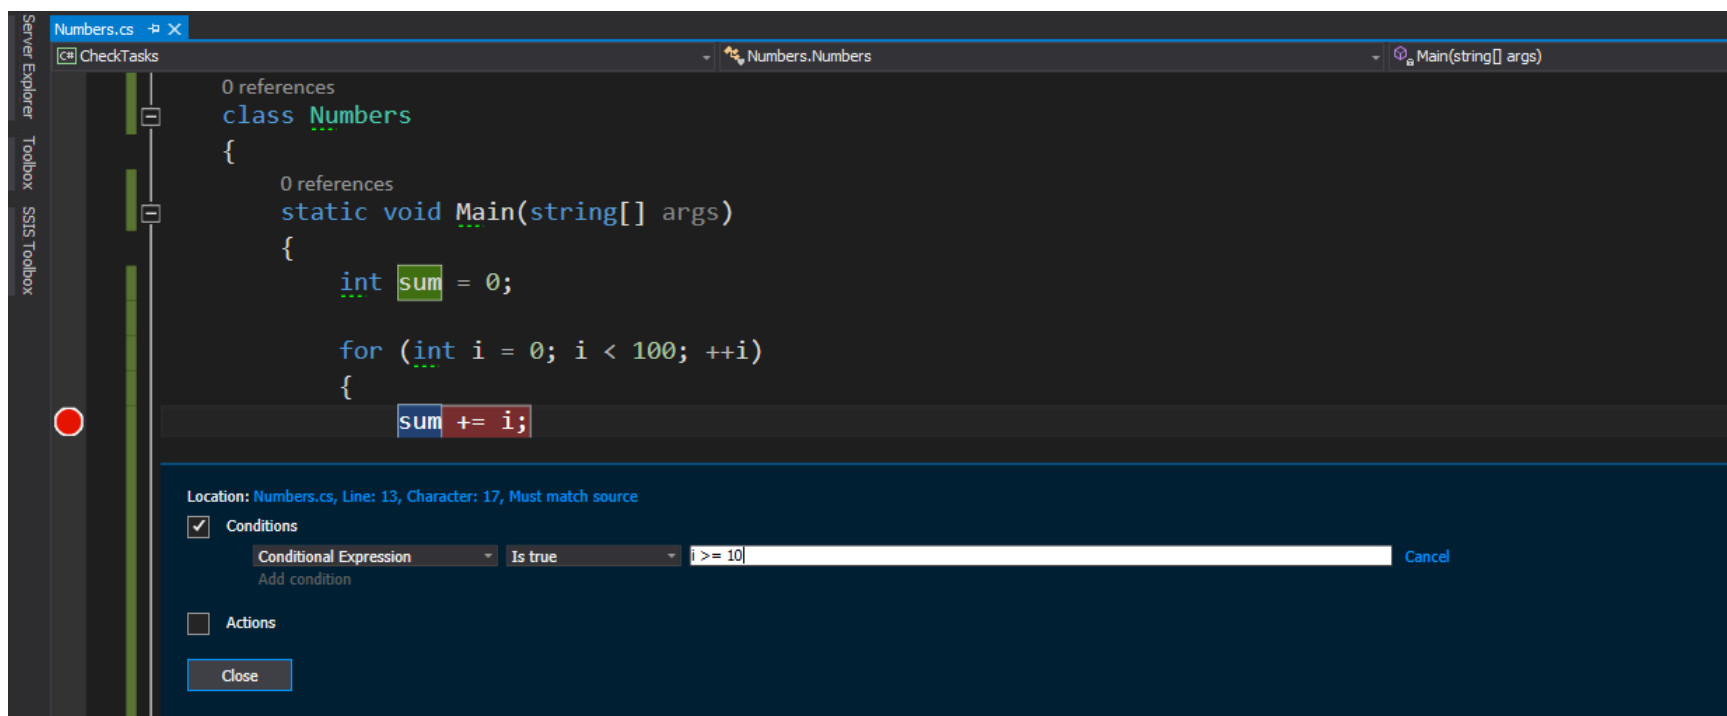 Server Explorer
Toolbox
SSIS Toolbox
Numbers.cs
C# CheckTasks
Numbers.Numbers
Main(string[] args)
0 references
class Numbers
{
0 references
static void Main(string[] args)
{
int sum = 0;
for (int i = 0; i < 100; ++i)
{
sum += i;
Location: Numbers.cs, Line: 13, Character: 17, Must match source
Conditions
Conditional Expression Is true i >= 10 Cancel
Add condition
Actions
Close